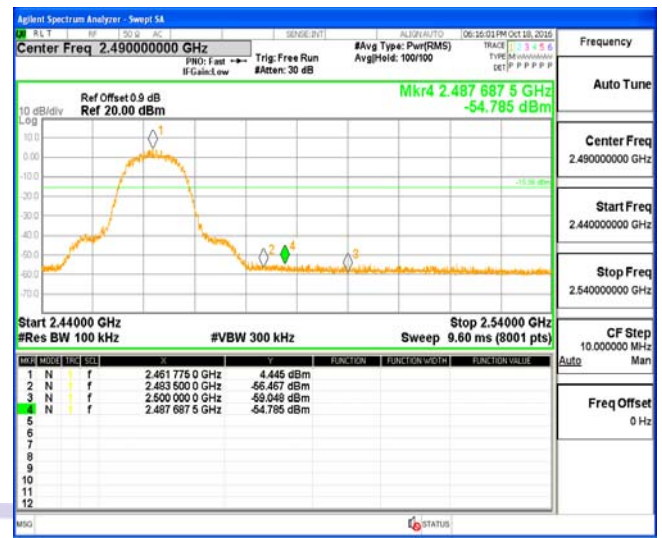 Agilent Spectrum Analyzer - Swept SA
RLT RF 50 Ω AC SENSE:INT ALIGN AUTO 06:16:01 PM Oct 18, 2016
Center Freq 2.490000000 GHz
PNO: Fast
IFGain:Low
Trig: Free Run
#Atten: 30 dB
#Avg Type: Pwr(RMS)
Avg|Hold: 100/100
TRACE 1 2 3 4 5 6
TYPE
DET P P P P P P
Frequency
Ref Offset 0.9 dB
Ref 20.00 dBm
10 dB/div
Log
Mkr4 2.487 687 5 GHz
-54.785 dBm
10.0
0.00
-10.0
-20.0
-30.0
-40.0
-50.0
-60.0
-70.0
1
2
4
3
Start 2.44000 GHz
Stop 2.54000 GHz
#Res BW 100 kHz
#VBW 300 kHz
Sweep 9.60 ms (8001 pts)
MKR MODE TRC SCL X Y FUNCTION FUNCTION WIDTH FUNCTION VALUE
1 N 1 f 2.461 775 0 GHz 4.445 dBm
2 N 1 f 2.483 500 0 GHz -56.467 dBm
3 N 1 f 2.500 000 0 GHz -59.048 dBm
4 N 1 f 2.487 687 5 GHz -54.785 dBm
5
6
7
8
9
10
11
12
MSG
STATUS
Auto Tune
Center Freq
2.490000000 GHz
Start Freq
2.440000000 GHz
Stop Freq
2.540000000 GHz
CF Step
10.000000 MHz
Auto Man
Freq Offset
0 Hz